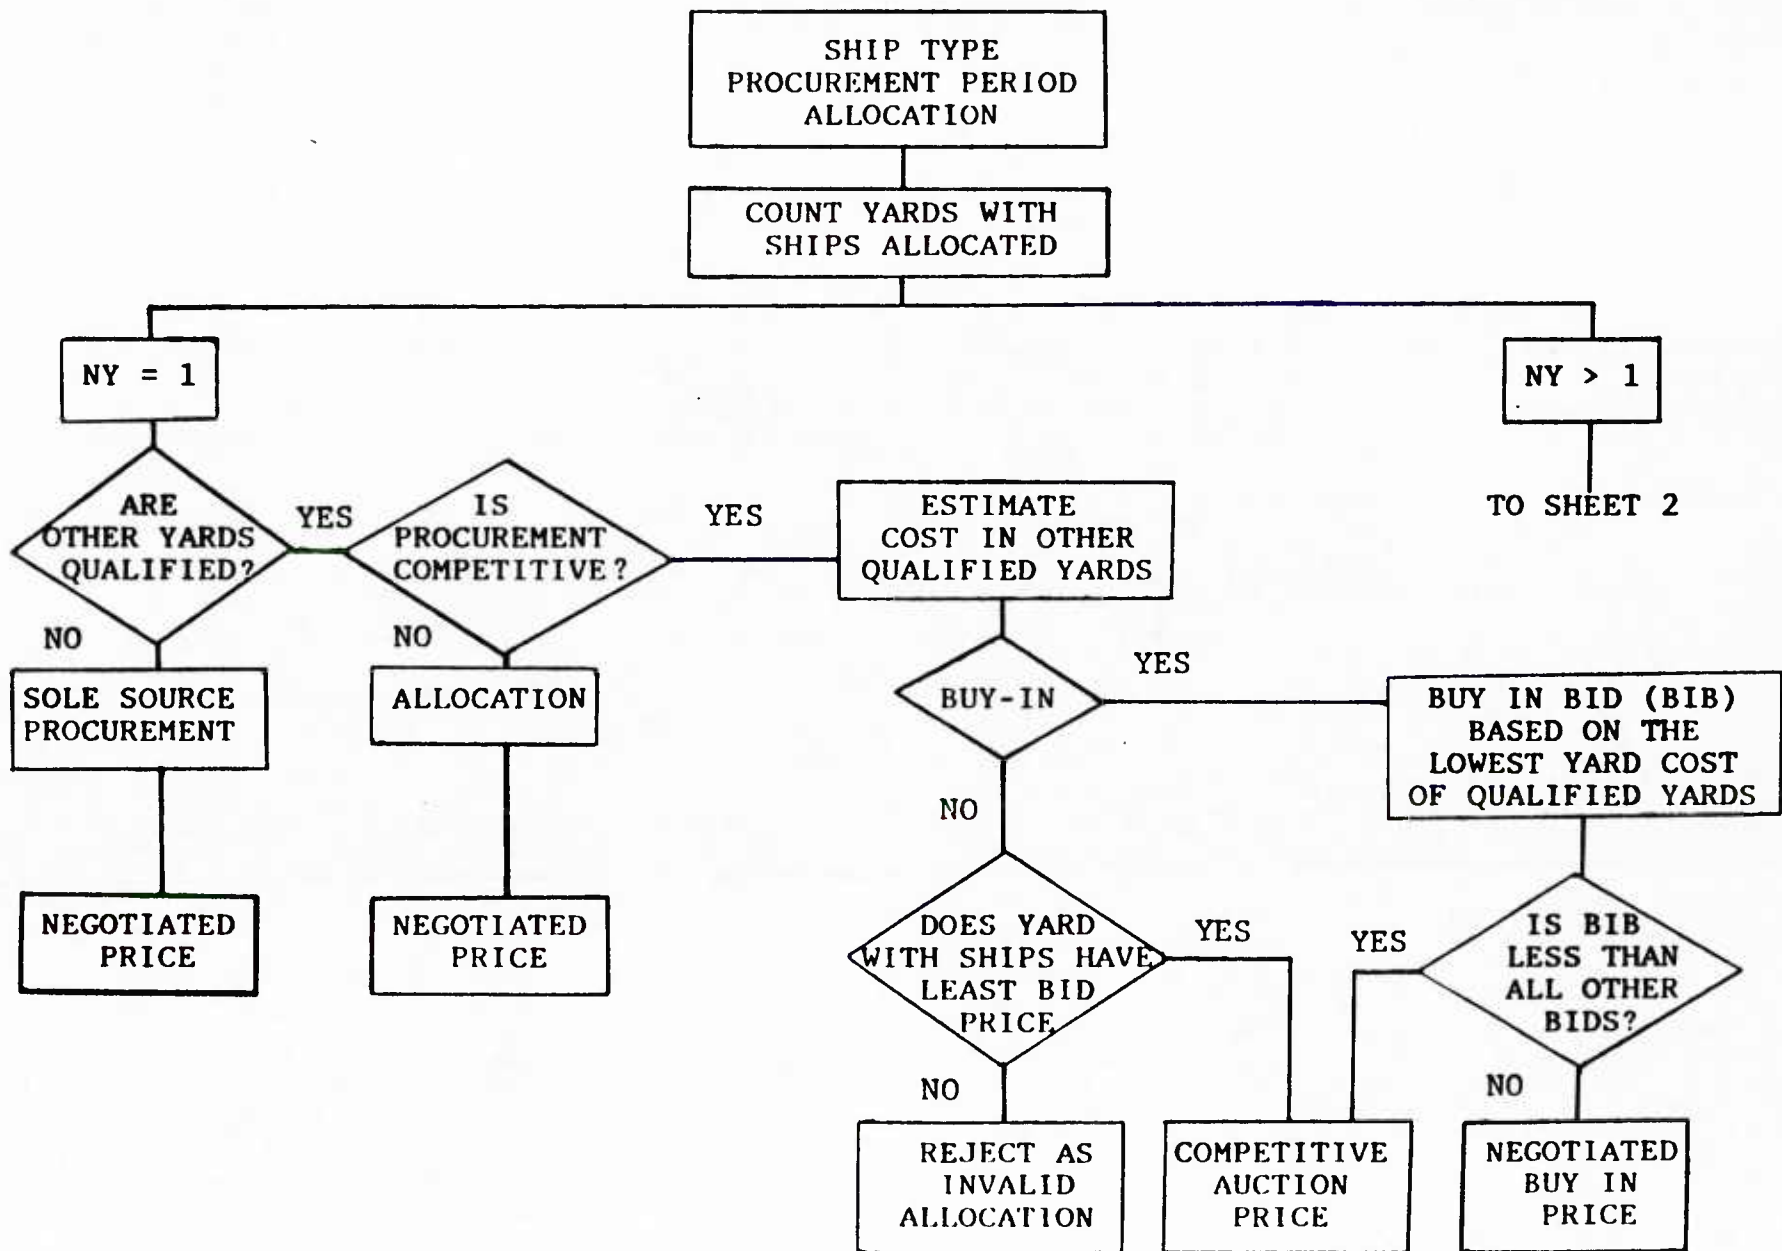 SHIP TYPE
PROCUREMENT PERIOD
ALLOCATION
COUNT YARDS WITH
SHIPS ALLOCATED
NY = 1
NY > 1
TO SHEET 2
ARE
OTHER YARDS
QUALIFIED?
YES
NO
IS
PROCUREMENT
COMPETITIVE?
YES
NO
ESTIMATE
COST IN OTHER
QUALIFIED YARDS
SOLE SOURCE
PROCUREMENT
ALLOCATION
BUY-IN
YES
NO
BUY IN BID (BIB)
BASED ON THE
LOWEST YARD COST
OF QUALIFIED YARDS
NEGOTIATED
PRICE
NEGOTIATED
PRICE
DOES YARD
WITH SHIPS HAVE
LEAST BID
PRICE
YES
NO
IS BIB
LESS THAN
ALL OTHER
BIDS?
YES
NO
REJECT AS
INVALID
ALLOCATION
COMPETITIVE
AUCTION
PRICE
NEGOTIATED
BUY IN
PRICE